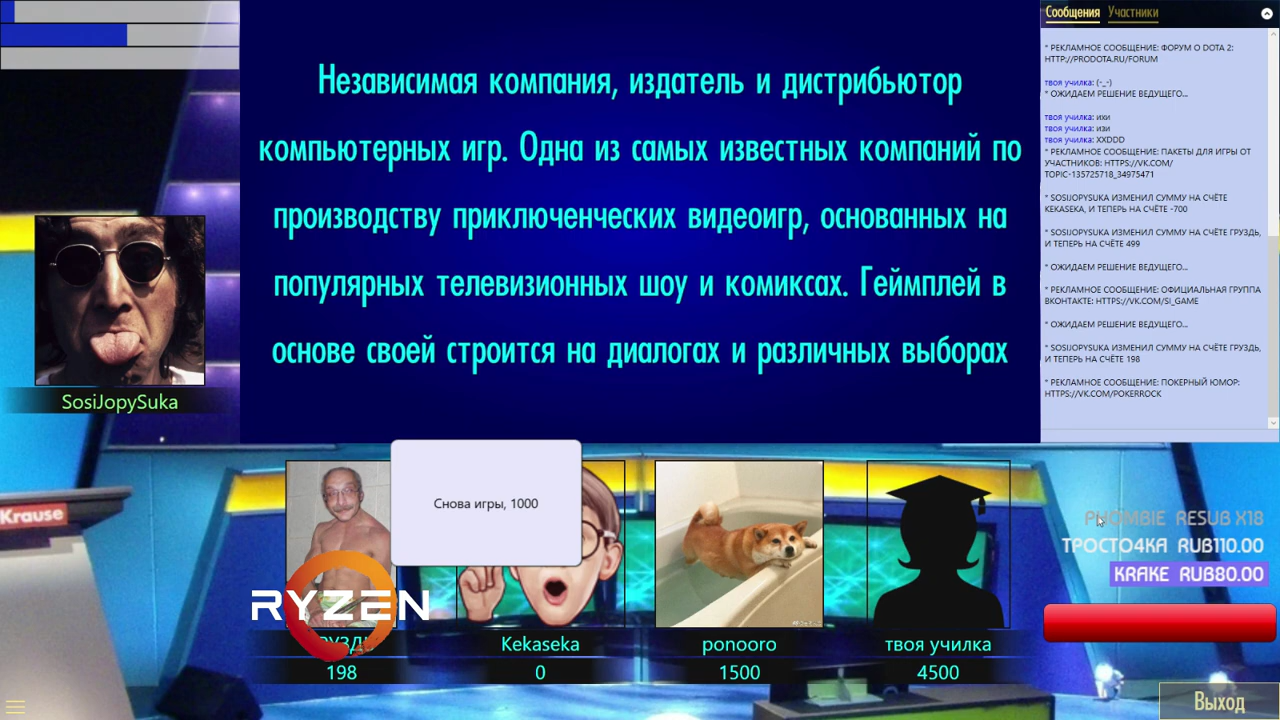 Независимая компания, издатель и дистрибьютор
компьютерных игр. Одна из самых известных компаний по
производству приключенческих видеоигр, основанных на
популярных телевизионных шоу и комиксах. Геймплей в
основе своей строится на диалогах и различных выборах
Сообщения Участники
* РЕКЛАМНОЕ СООБЩЕНИЕ: ФОРУМ О DOTA 2:
HTTP://PRODOTA.RU/FORUM
твоя училка: (-_-)
* ОЖИДАЕМ РЕШЕНИЕ ВЕДУЩЕГО...
твоя училка: ихи
твоя училка: изи
твоя училка: XXDDD
* РЕКЛАМНОЕ СООБЩЕНИЕ: ПАКЕТЫ ДЛЯ ИГРЫ ОТ
УЧАСТНИКОВ: HTTPS://VK.COM/
TOPIC-135725718_34975471
* SOSIJOPYSUKA ИЗМЕНИЛ СУММУ НА СЧЁТЕ
KEKASEKA, И ТЕПЕРЬ НА СЧЁТЕ -700
* SOSIJOPYSUKA ИЗМЕНИЛ СУММУ НА СЧЁТЕ ГРУЗДЬ,
И ТЕПЕРЬ НА СЧЁТЕ 499
* ОЖИДАЕМ РЕШЕНИЕ ВЕДУЩЕГО...
* РЕКЛАМНОЕ СООБЩЕНИЕ: ОФИЦИАЛЬНАЯ ГРУППА
ВКОНТАКТЕ: HTTPS://VK.COM/SI_GAME
* ОЖИДАЕМ РЕШЕНИЕ ВЕДУЩЕГО...
* SOSIJOPYSUKA ИЗМЕНИЛ СУММУ НА СЧЁТЕ ГРУЗДЬ,
И ТЕПЕРЬ НА СЧЁТЕ 198
* РЕКЛАМНОЕ СООБЩЕНИЕ: ПОКЕРНЫЙ ЮМОР:
HTTPS://VK.COM/POKERROCK
SosiJopySuka
Снова игры, 1000
Krause
RYZEN
Kekaseka
ponooro
твоя училка
198
0
1500
4500
RESUB X18
ТРОСТО4КА RUB110.00
KRAKE RUB80.00
Выход